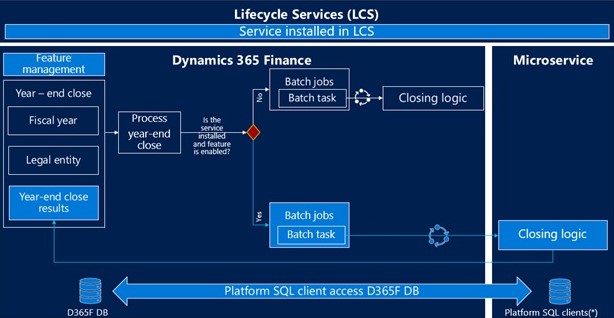 Lifecycle Services (LCS)
Service installed in LCS
Feature
management
Dynamics 365 Finance
Microservice
Year – end close
Fiscal year
Legal entity
Year-end close
results
Process
year-end
close
Is the
service
installed
and feature
is enabled?
No
Batch jobs
Batch task
Closing logic
Yes
Batch jobs
Batch task
Closing logic
Platform SQL client access D365F DB
D365F DB
Platform SQL clients(*)